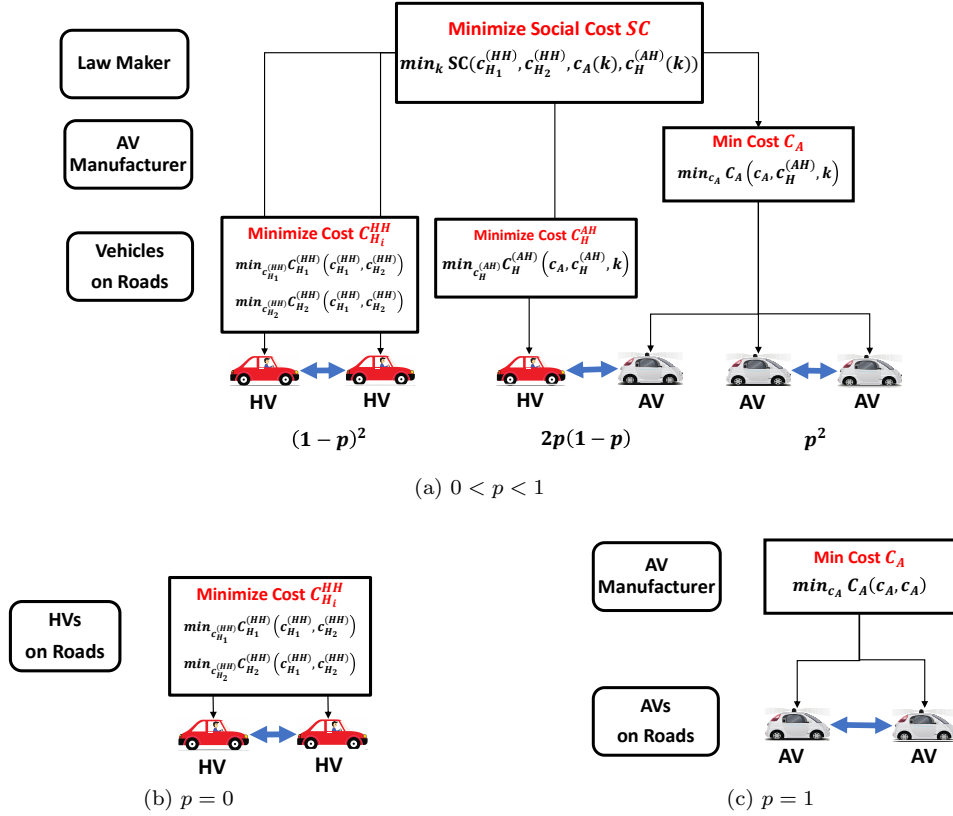 Law Maker
Minimize Social Cost SC
min_k SC(c_{H_1}^{(HH)}, c_{H_2}^{(HH)}, c_A(k), c_H^{(AH)}(k))
AV
Manufacturer
Min Cost C_A
min_{c_A} C_A(c_A, c_H^{(AH)}, k)
Vehicles
on Roads
Minimize Cost C_{H_i}^{HH}
min_{c_{H_1}^{(HH)}} C_{H_1}^{(HH)}(c_{H_1}^{(HH)}, c_{H_2}^{(HH)})
min_{c_{H_2}^{(HH)}} C_{H_2}^{(HH)}(c_{H_1}^{(HH)}, c_{H_2}^{(HH)})
Minimize Cost C_H^{AH}
min_{c_H^{(AH)}} C_H^{(AH)}(c_A, c_H^{(AH)}, k)
HV
HV
HV
AV
AV
AV
(1 − p)^2
2p(1 − p)
p^2
(a) 0 < p < 1
HVs
on Roads
Minimize Cost C_{H_i}^{HH}
min_{c_{H_1}^{(HH)}} C_{H_1}^{(HH)}(c_{H_1}^{(HH)}, c_{H_2}^{(HH)})
min_{c_{H_2}^{(HH)}} C_{H_2}^{(HH)}(c_{H_1}^{(HH)}, c_{H_2}^{(HH)})
HV
HV
(b) p = 0
AV
Manufacturer
Min Cost C_A
min_{c_A} C_A(c_A, c_A)
AVs
on Roads
AV
AV
(c) p = 1